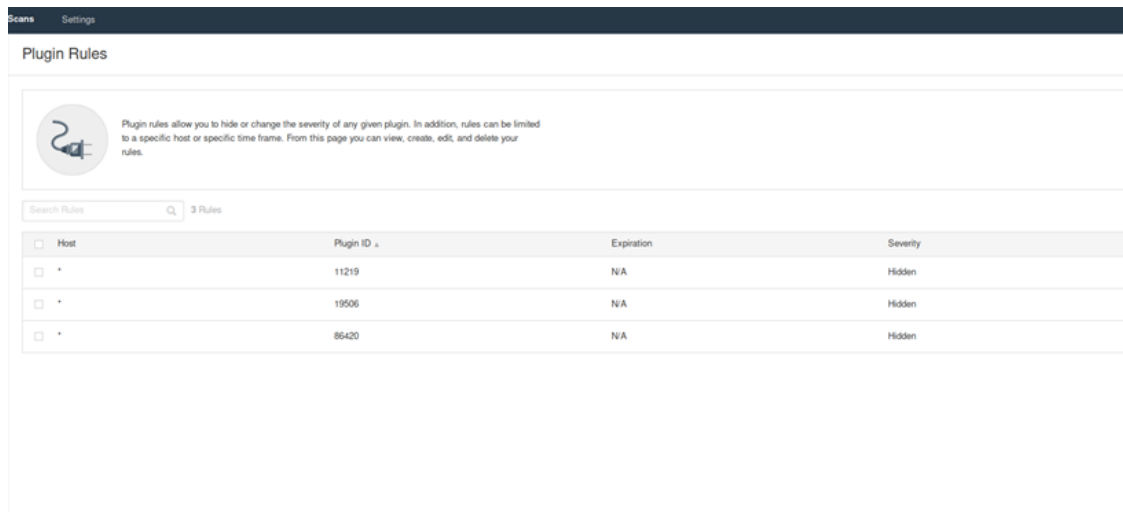 Scans Settings
Plugin Rules
Plugin rules allow you to hide or change the severity of any given plugin. In addition, rules can be limited
to a specific host or specific time frame. From this page you can view, create, edit, and delete your
rules.
Search Rules 3 Rules
Host Plugin ID Expiration Severity
* 11219 N/A Hidden
* 19506 N/A Hidden
* 86420 N/A Hidden